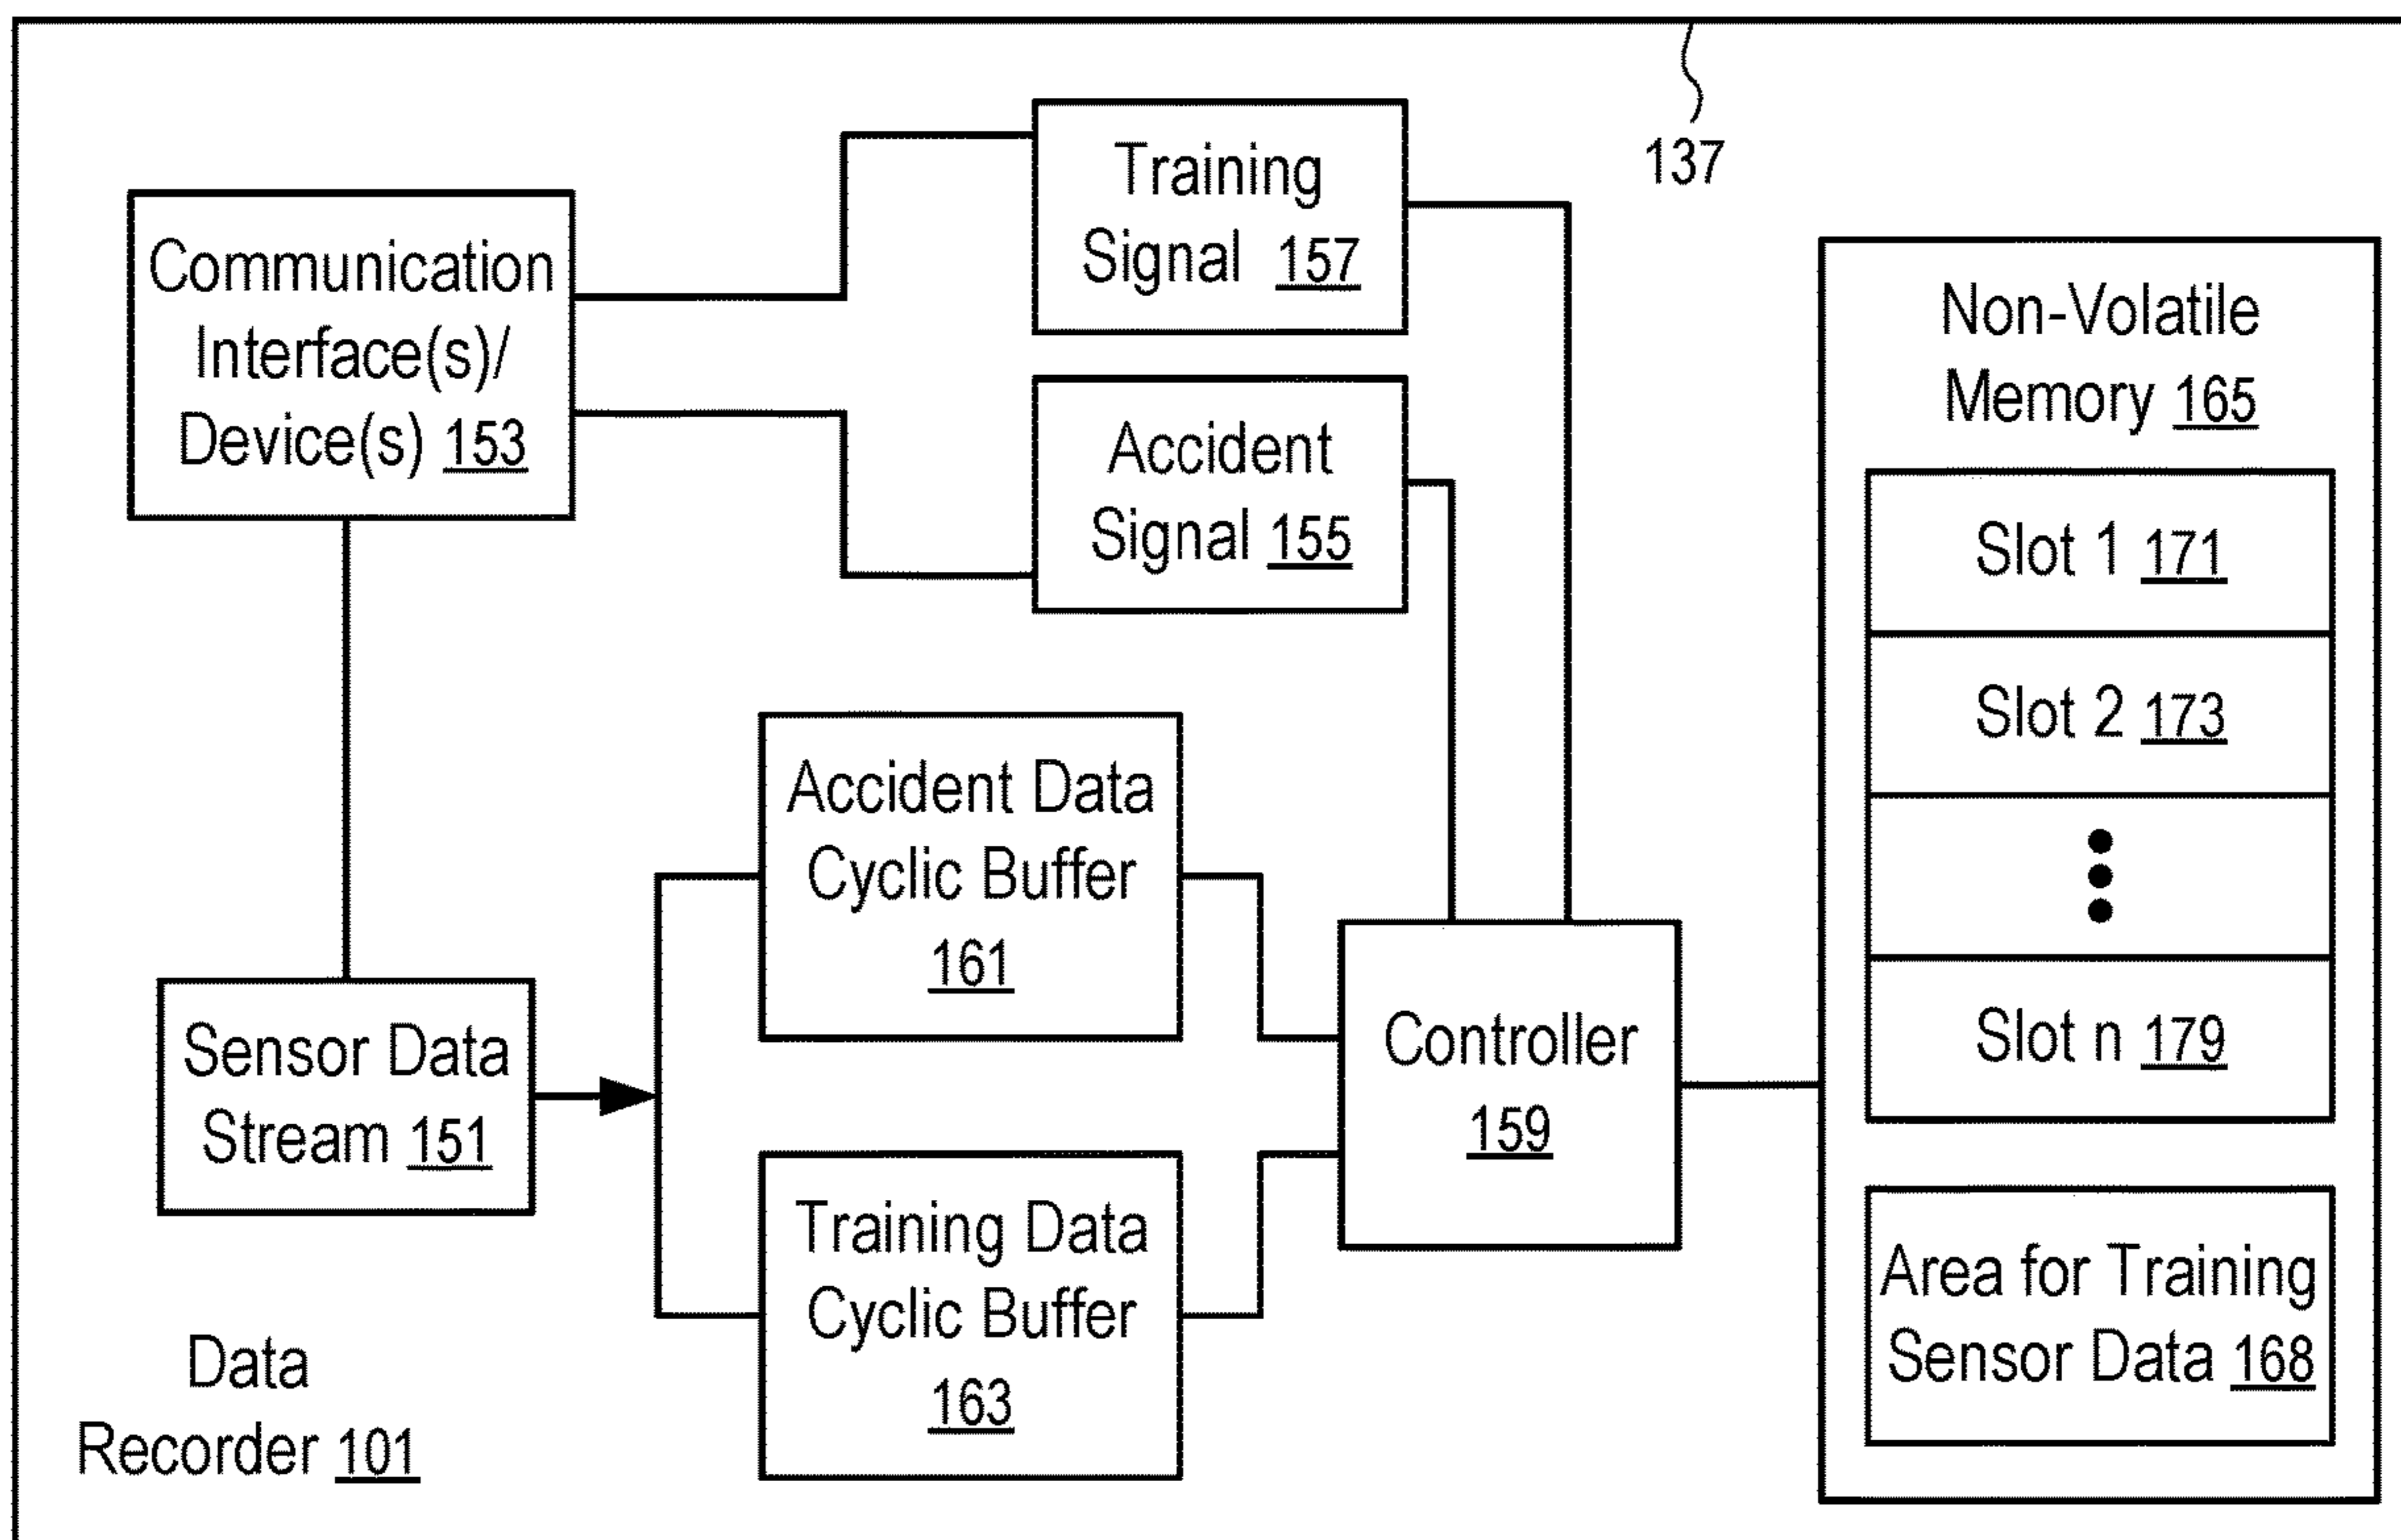 137
Communication
Interface(s)/
Device(s) 153
Training
Signal 157
Accident
Signal 155
Sensor Data
Stream 151
Accident Data
Cyclic Buffer
161
Training Data
Cyclic Buffer
163
Controller
159
Non-Volatile
Memory 165
Slot 1 171
Slot 2 173
Slot n 179
Area for Training
Sensor Data 168
Data
Recorder 101